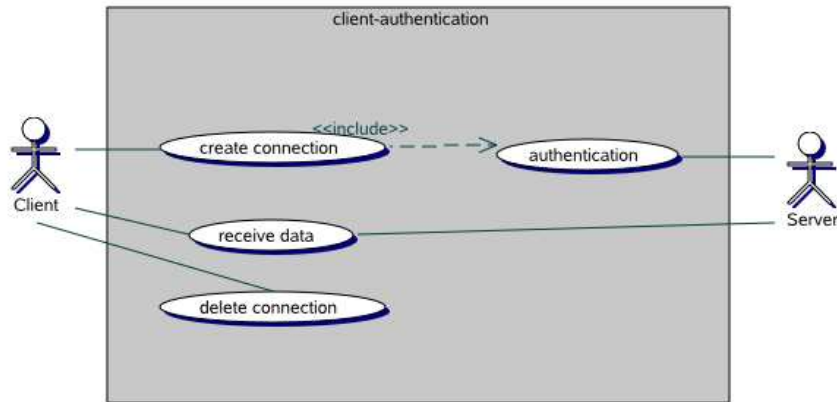 client-authentication
<<include>>
create connection
authentication
Client
Server
receive data
delete connection